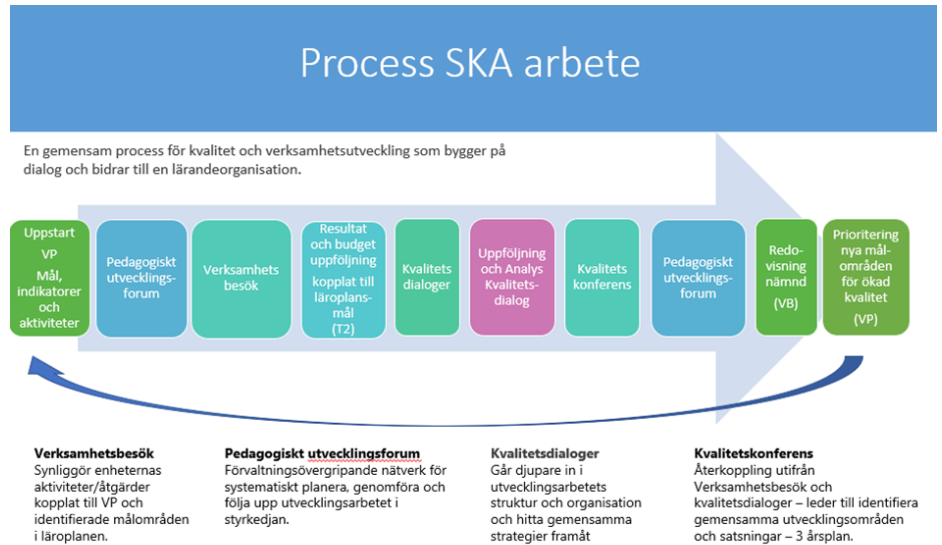 Process SKA arbete
En gemensam process för kvalitet och verksamhetsutveckling som bygger på
dialog och bidrar till en lärandeorganisation.
Uppstart
VP
Mål,
indikatorer
och
aktiviteter
Pedagogiskt
utvecklings-
forum
Verksamhets
besök
Resultat
och budget
uppföljning
kopplat till
läroplans-
mål
(T2)
Kvalitets
dialoger
Uppföljning
och Analys
Kvalitets-
dialog
Kvalitets
konferens
Pedagogiskt
utvecklings-
forum
Redo-
visning
nämnd
(VB)
Prioritering
nya mål-
områden
för ökad
kvalitet
(VP)
Verksamhetsbesök
Synliggör enheternas
aktiviteter/åtgärder
kopplat till VP och
identifierade målområden
i läroplanen.
Pedagogiskt utvecklingsforum
Förvaltningsövergripande nätverk för
systematiskt planera, genomföra och
följa upp utvecklingsarbetet i
styrkedjan.
Kvalitetsdialoger
Går djupare in i
utvecklingsarbetets
struktur och organisation
och hitta gemensamma
strategier framåt
Kvalitetskonferens
Återkoppling utifrån
Verksamhetsbesök och
kvalitetsdialoger – leder till identifiera
gemensamma utvecklingsområden
och satsningar – 3 årsplan.